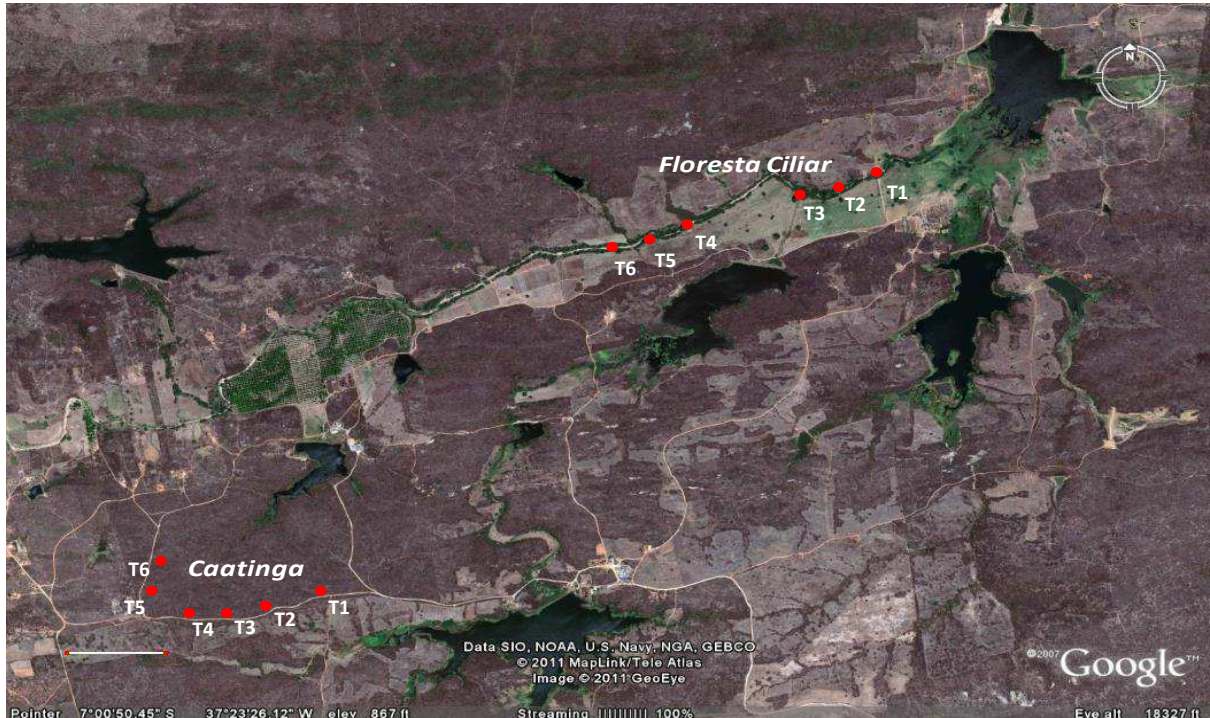 N
Floresta Ciliar
T1
T2
T3
T4
T5
T6
Caatinga
T6
T5
T4
T3
T2
T1
Data SIO, NOAA, U.S. Navy, NGA, GEBCO
© 2011 MapLink/Tele Atlas
Image © 2011 GeoEye
©2007 Google™
Pointer 7°00'50.45" S 37°23'26.12" W elev 867 ft Streaming ||||||||| 100% Eye alt 18327 ft